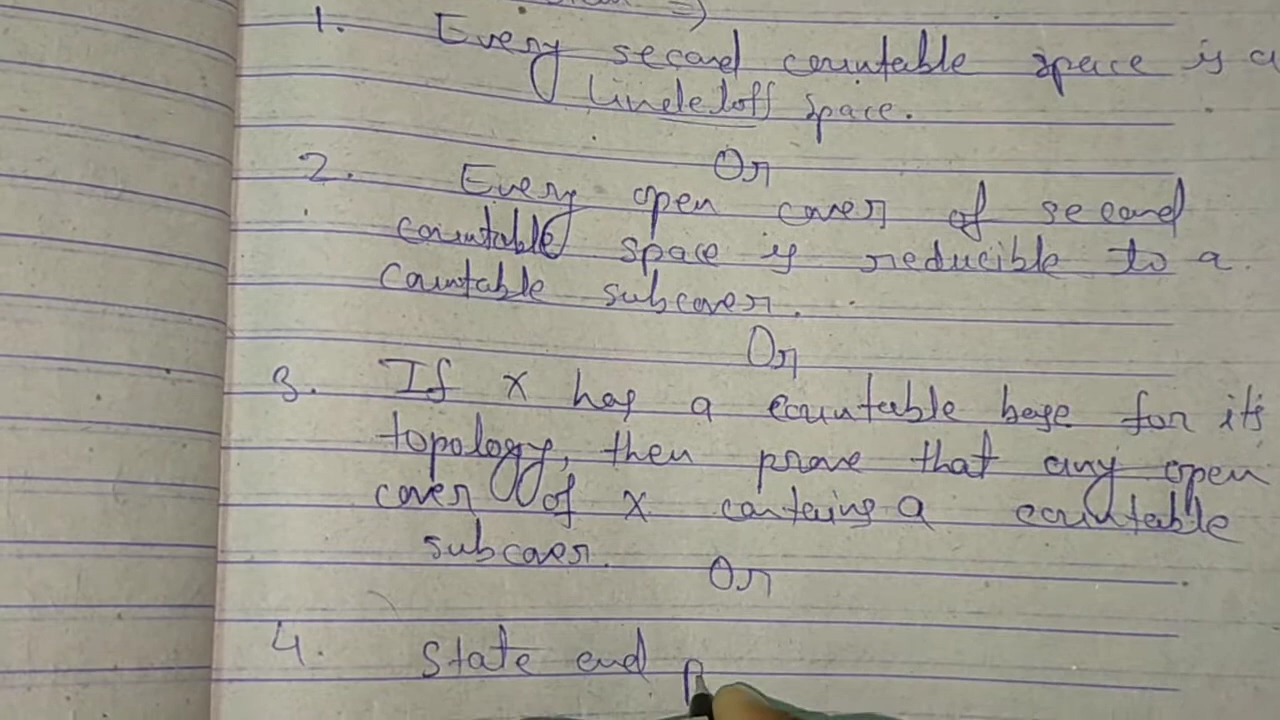 1. Every second countable space is a
Lindeloff space.
Or
2. Every open cover of second
countable space is reducible to a
countable subcover.
Or
3. If X has a countable base for its
topology, then prove that any open
cover of X contains a countable
subcover.
Or
4. State and P